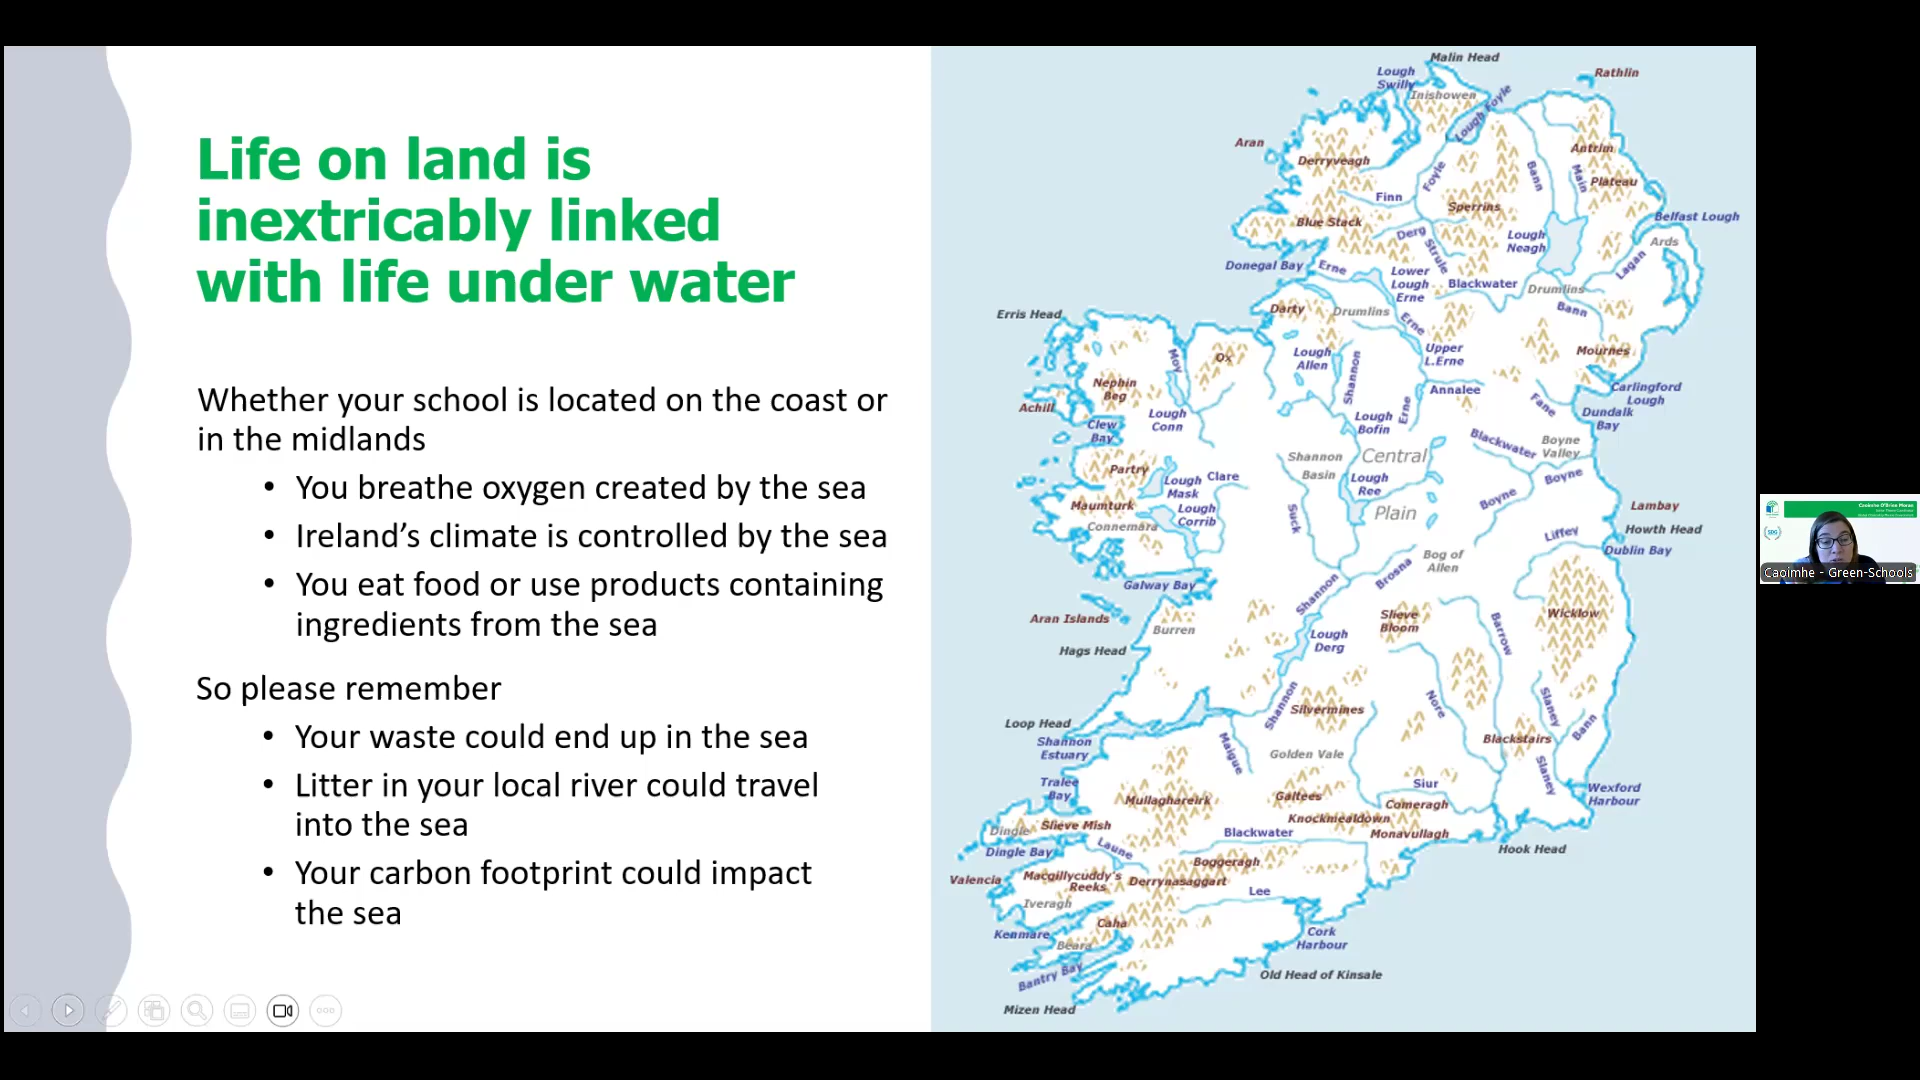 Life on land is
inextricably linked
with life under water
Whether your school is located on the coast or
in the midlands
• You breathe oxygen created by the sea
• Ireland's climate is controlled by the sea
• You eat food or use products containing
ingredients from the sea
So please remember
• Your waste could end up in the sea
• Litter in your local river could travel
into the sea
• Your carbon footprint could impact
the sea
Malin Head
Lough
Swilly
Rathlin
Inishowen
Lough Foyle
Aran
Derryveagh
Antrim
Plateau
Foyle
Bann
Main
Finn
Sperrins
Blue Stack
Belfast Lough
Derg
Strule
Lough
Neagh
Ards
Lagan
Donegal Bay
Erne
Lower
Lough
Erne
Blackwater
Drumlins
Bann
Erris Head
Darty
Drumlins
Erne
Moy
Ox
Lough
Allen
Shannon
Upper
L.Erne
Mournes
Nephin
Beg
Annalee
Carlingford
Lough
Achill
Lough
Conn
Lough
Bofin
Erne
Fane
Dundalk
Bay
Clew
Bay
Blackwater
Boyne
Valley
Shannon
Basin
Central
Plain
Partry
Lough
Mask
Clare
Lough
Ree
Boyne
Boyne
Maumturk
Lough
Corrib
Suck
Lambay
Connemara
Liffey
Howth Head
Dublin Bay
Bog of
Allen
Galway Bay
Shannon
Brosna
Aran Islands
Burren
Slieve
Bloom
Barrow
Wicklow
Hags Head
Lough
Derg
Shannon
Silvermines
Nore
Slaney
Bann
Loop Head
Shannon
Estuary
Maigue
Golden Vale
Blackstairs
Slaney
Tralee
Bay
Mullaghareirk
Galtees
Siur
Comeragh
Wexford
Harbour
Dingle
Slieve Mish
Knockmealdown
Blackwater
Monavullagh
Hook Head
Dingle Bay
Laune
Boggeragh
Valencia
Macgillycuddy's
Reeks
Derrynasaggart
Lee
Iveragh
Caha
Kenmare
Beara
Cork
Harbour
Bantry Bay
Old Head of Kinsale
Mizen Head
Caoimhe O'Brien Moran
SDG
Caoimhe - Green-Schools